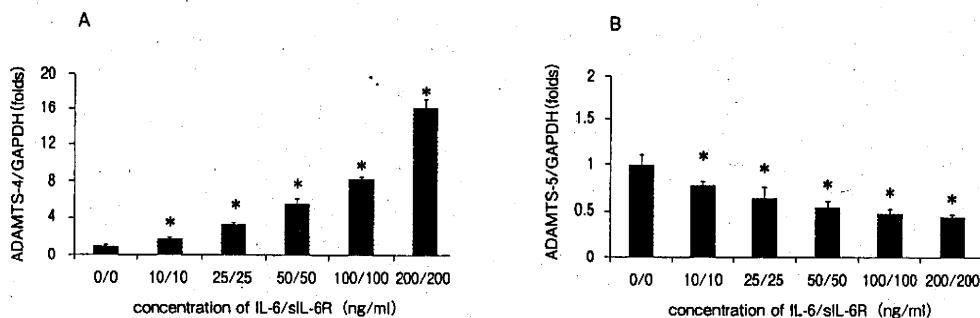 A
ADAMTS-4/GAPDH(folds)
20
16
12
8
4
0
* * * * *
0/0 10/10 25/25 50/50 100/100 200/200
concentration of IL-6/sIL-6R (ng/ml)
B
ADAMTS-5/GAPDH(folds)
2
1.5
1
0.5
0
* * * * *
0/0 10/10 25/25 50/50 100/100 200/200
concentration of IL-6/sIL-6R (ng/ml)